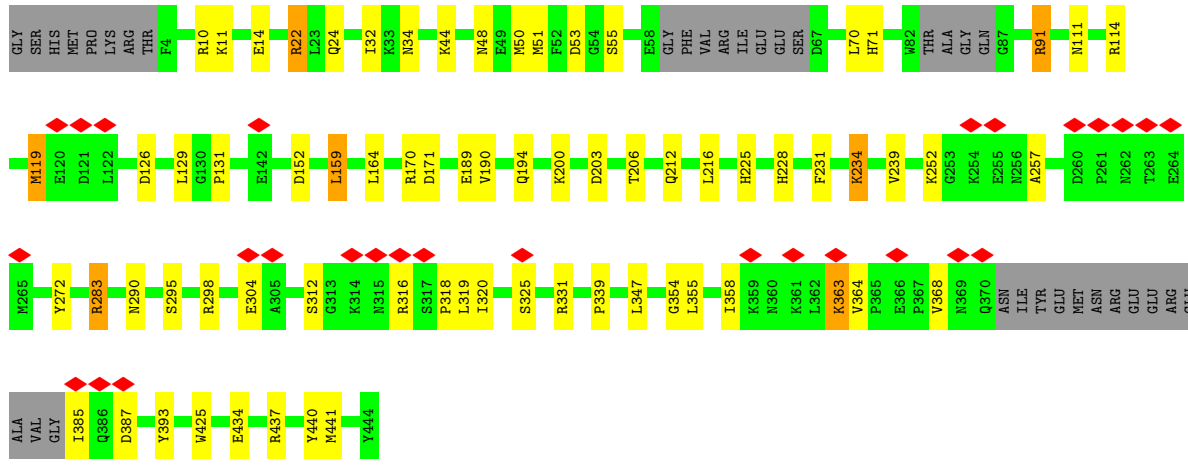 GLY SER HIS MET PRO LYS ARG THR F4 R10 K11 E14 R22 L23 Q24 I32 K33 N34 K44 N48 E49 M50 M51 F52 D53 G54 S55 E58 GLY PHE VAL ARG ILE GLU GLU SER D67 L70 H71 W82 THR ALA GLY GLN G87 R91 N111 R114
M119 E120 D121 L122 D126 L129 G130 P131 E142 D152 L159 L164 R170 D171 E189 V190 Q194 K200 D203 T206 Q212 L216 H225 H228 F231 K234 V239 K252 G253 K254 E255 N256 A257 D260 P261 N262 T263 E264
M265 Y272 R283 N290 S295 R298 E304 A305 S312 G313 K314 N315 R316 S317 P318 L319 I320 S325 R331 P339 L347 G354 L355 I358 K359 N360 K361 L362 K363 V364 P365 E366 P367 V368 N369 Q370 ASN ILE TYR GLU MET ASN ARG GLU GLU ARG
ALA VAL GLY I385 Q386 D387 Y393 W425 E434 R437 Y440 M441 Y444